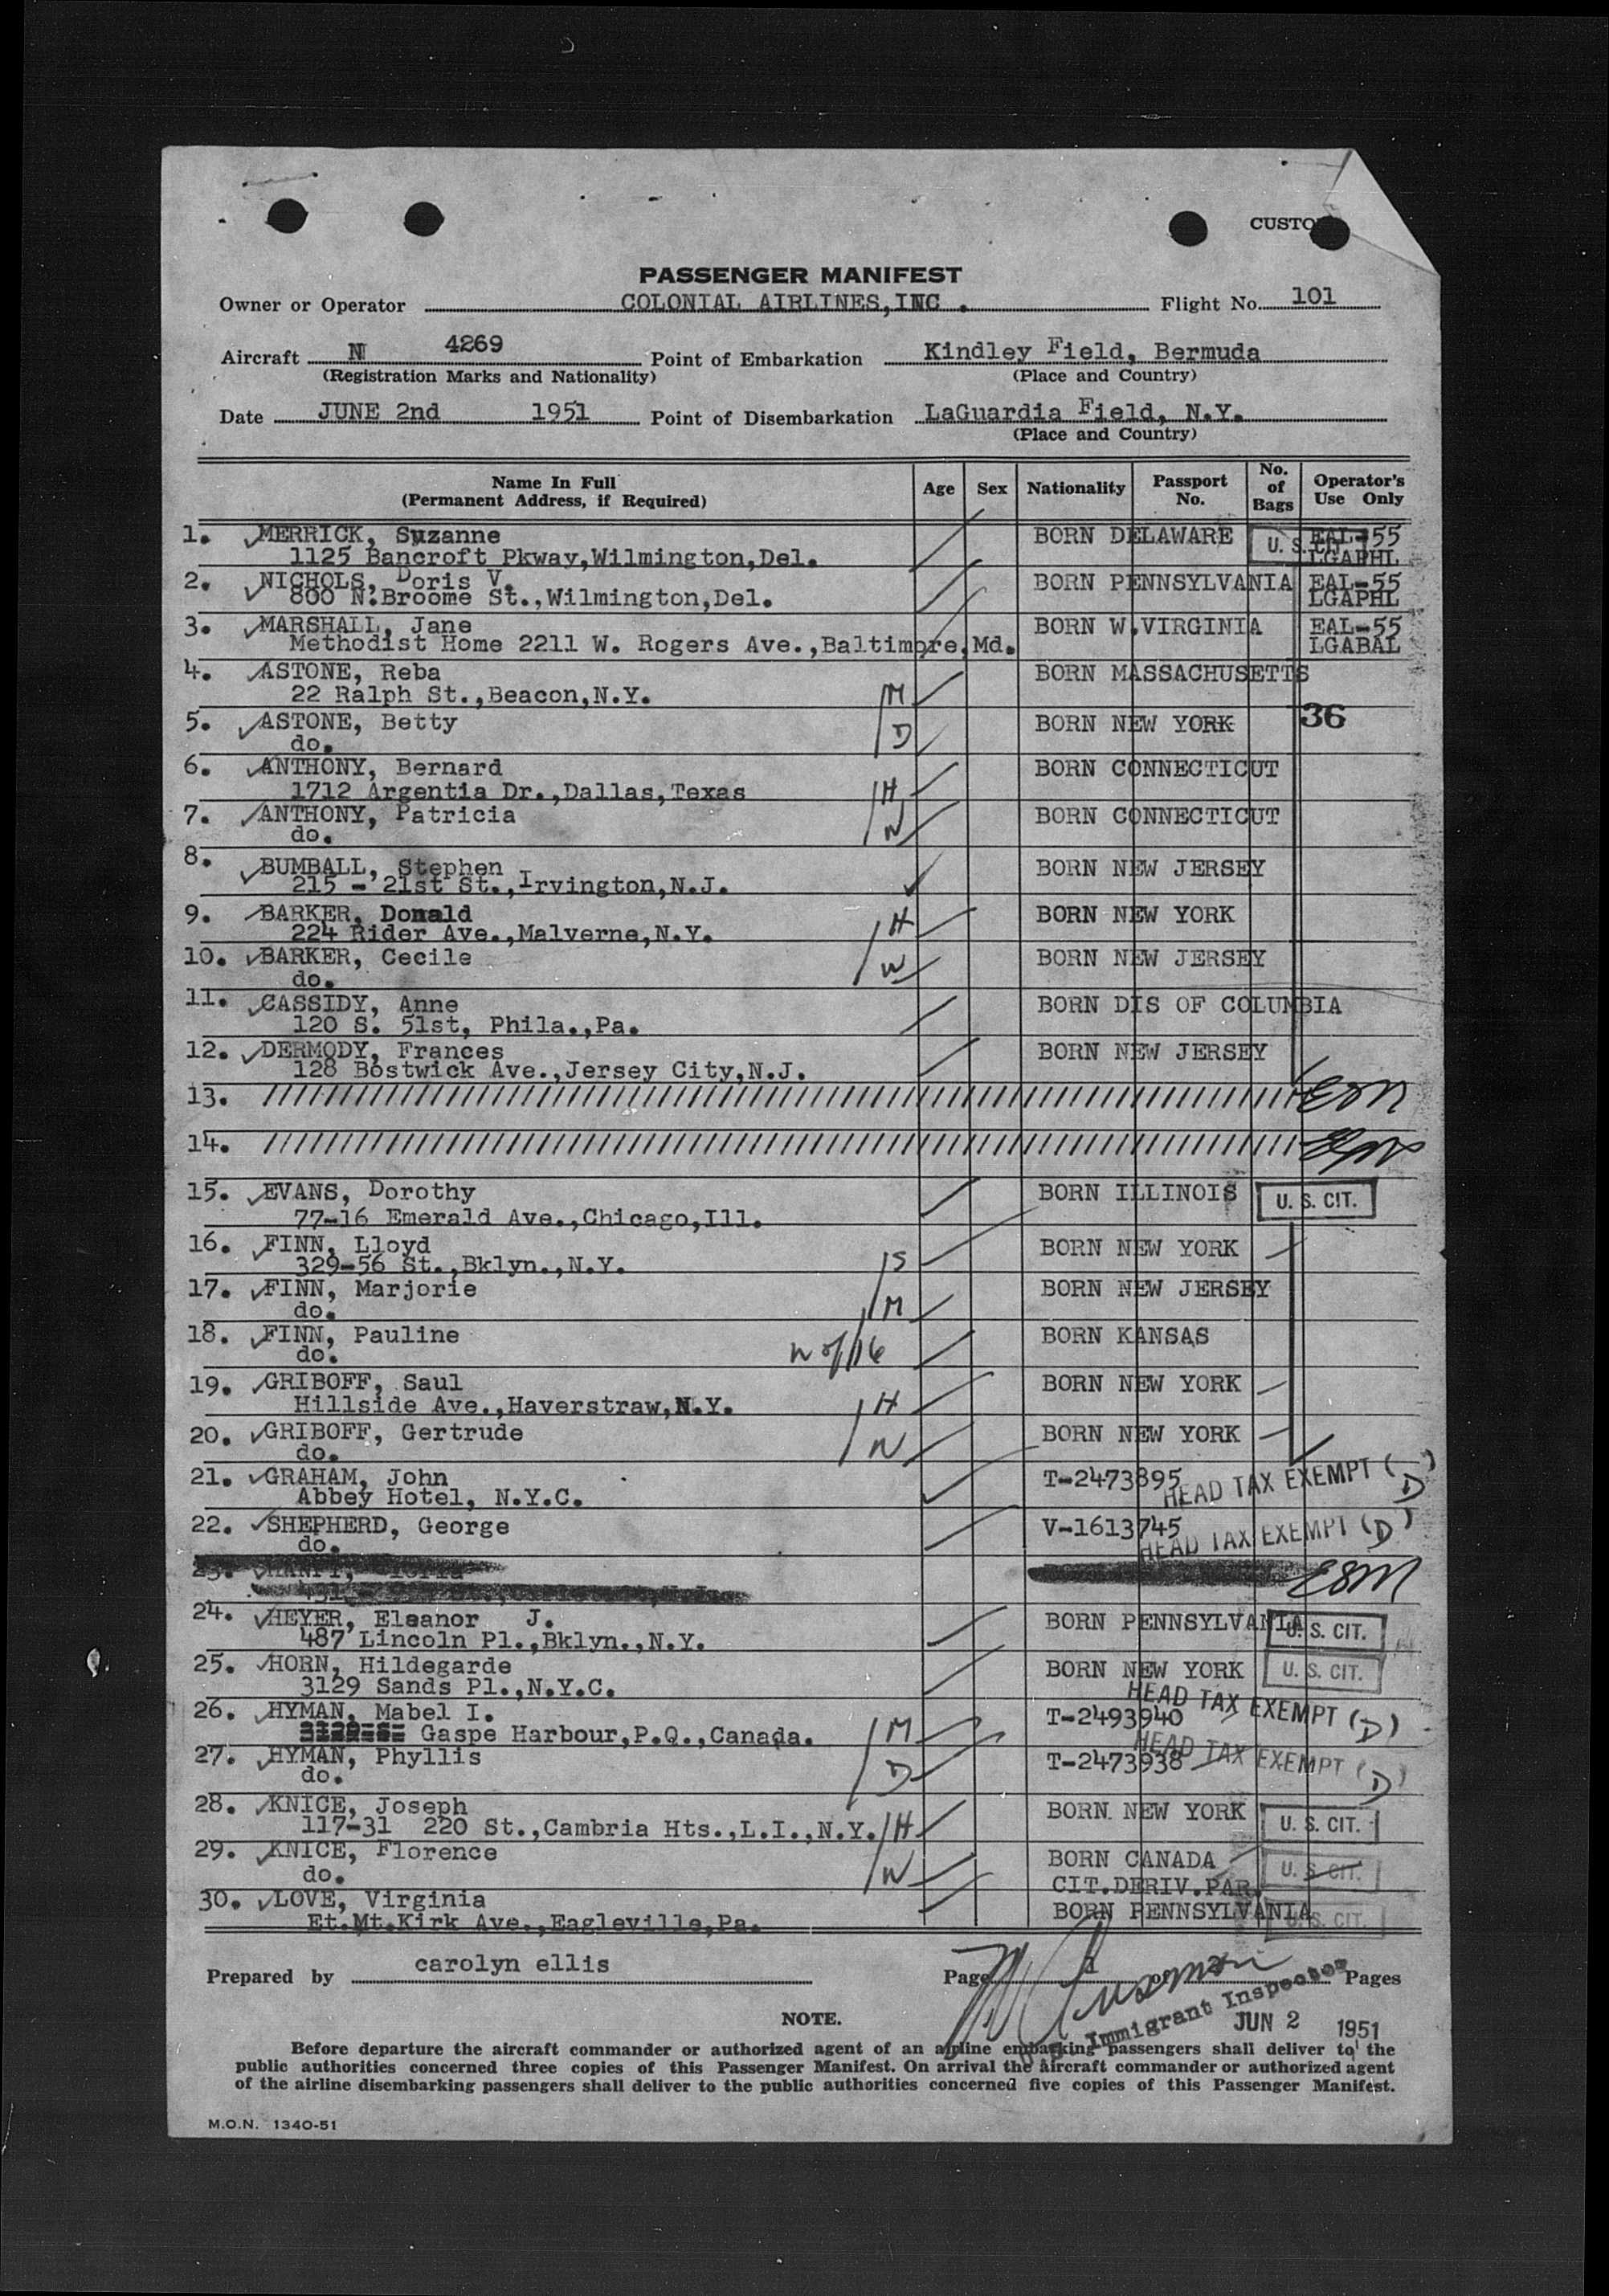 CUSTO
PASSENGER MANIFEST
Owner or Operator COLONIAL AIRLINES,INC . Flight No. 101
Aircraft N 4269 Point of Embarkation Kindley Field, Bermuda
(Registration Marks and Nationality) (Place and Country)
Date JUNE 2nd 1951 Point of Disembarkation LaGuardia Field, N.Y.
(Place and Country)
Name In Full (Permanent Address, if Required) Age Sex Nationality Passport No. No. of Bags Operator's Use Only
1. MERRICK, Suzanne BORN DELAWARE U. S. CIT. EAL-55
1125 Bancroft Pkway,Wilmington,Del. LGAPHL
2. NICHOLS, Doris V. BORN PENNSYLVANIA EAL-55
800 N.Broome St.,Wilmington,Del. LGAPHL
3. MARSHALL, Jane BORN W.VIRGINIA EAL-55
Methodist Home 2211 W. Rogers Ave.,Baltimore,Md. LGABAL
4. ASTONE, Reba BORN MASSACHUSETTS
22 Ralph St.,Beacon,N.Y. M
5. ASTONE, Betty BORN NEW YORK 36
do. D
6. ANTHONY, Bernard BORN CONNECTICUT
1712 Argentia Dr.,Dallas,Texas H
7. ANTHONY, Patricia BORN CONNECTICUT
do. W
8. BUMBALL, Stephen BORN NEW JERSEY
215 - 21st St.,Irvington,N.J.
9. BARKER, Donald BORN NEW YORK
224 Rider Ave.,Malverne,N.Y. H
10. BARKER, Cecile BORN NEW JERSEY
do. W
11. CASSIDY, Anne BORN DIS OF COLUMBIA
120 S. 51st, Phila.,Pa.
12. DERMODY, Frances BORN NEW JERSEY
128 Bostwick Ave.,Jersey City,N.J.
13.
14.
15. EVANS, Dorothy BORN ILLINOIS U. S. CIT.
77-16 Emerald Ave.,Chicago,Ill.
16. FINN, Lloyd BORN NEW YORK
329-56 St.,Bklyn.,N.Y. S
17. FINN, Marjorie BORN NEW JERSEY
do. M
18. FINN, Pauline BORN KANSAS
do. W of 16
19. GRIBOFF, Saul BORN NEW YORK
Hillside Ave.,Haverstraw,N.Y. H
20. GRIBOFF, Gertrude BORN NEW YORK
do. W
21. GRAHAM, John T-2473895 HEAD TAX EXEMPT (D)
Abbey Hotel, N.Y.C.
22. SHEPHERD, George V-1613745 HEAD TAX EXEMPT (D)
do.
23. ESM
24. HEYER, Eleanor J. BORN PENNSYLVANIA U. S. CIT.
487 Lincoln Pl.,Bklyn.,N.Y.
25. HORN, Hildegarde BORN NEW YORK U. S. CIT.
3129 Sands Pl.,N.Y.C.
26. HYMAN, Mabel I. T-2493940 HEAD TAX EXEMPT (D)
Gaspe Harbour,P.Q.,Canada. M
27. HYMAN, Phyllis T-2473938 HEAD TAX EXEMPT (D)
do. D
28. KNICE, Joseph BORN NEW YORK U. S. CIT.
117-31 220 St.,Cambria Hts.,L.I.,N.Y. H
29. KNICE, Florence BORN CANADA U. S. CIT.
do. W CIT.DERIV.PAR.
30. LOVE, Virginia BORN PENNSYLVANIA U. S. CIT.
Et.Mt.Kirk Ave.,Eagleville,Pa.
Prepared by carolyn ellis Page 1 of 2 Pages
Immigrant Inspector
NOTE. JUN 2 1951
Before departure the aircraft commander or authorized agent of an airline embarking passengers shall deliver to the
public authorities concerned three copies of this Passenger Manifest. On arrival the aircraft commander or authorized agent
of the airline disembarking passengers shall deliver to the public authorities concerned five copies of this Passenger Manifest.
M.O.N. 1340-51